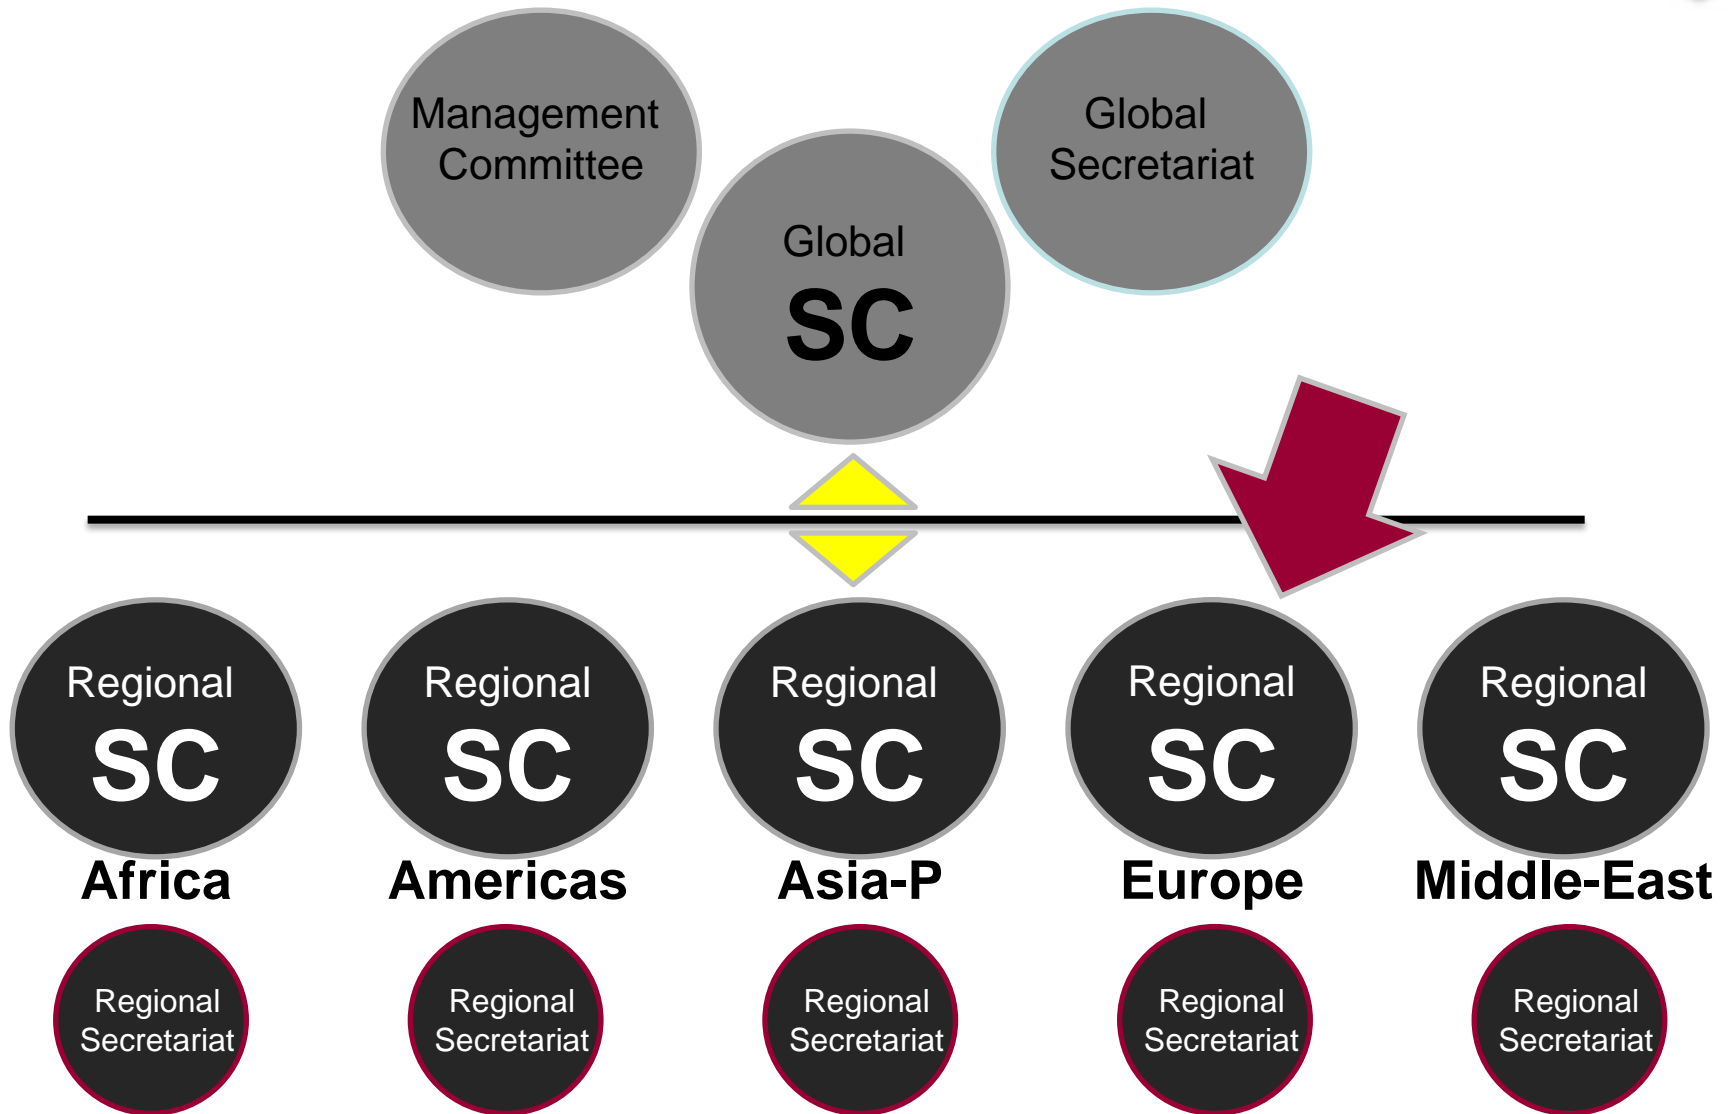 Management
Committee
Global
Secretariat
Global
SC
Regional
SC
Regional
SC
Regional
SC
Regional
SC
Regional
SC
Africa
Americas
Asia-P
Europe
Middle-East
Regional
Secretariat
Regional
Secretariat
Regional
Secretariat
Regional
Secretariat
Regional
Secretariat